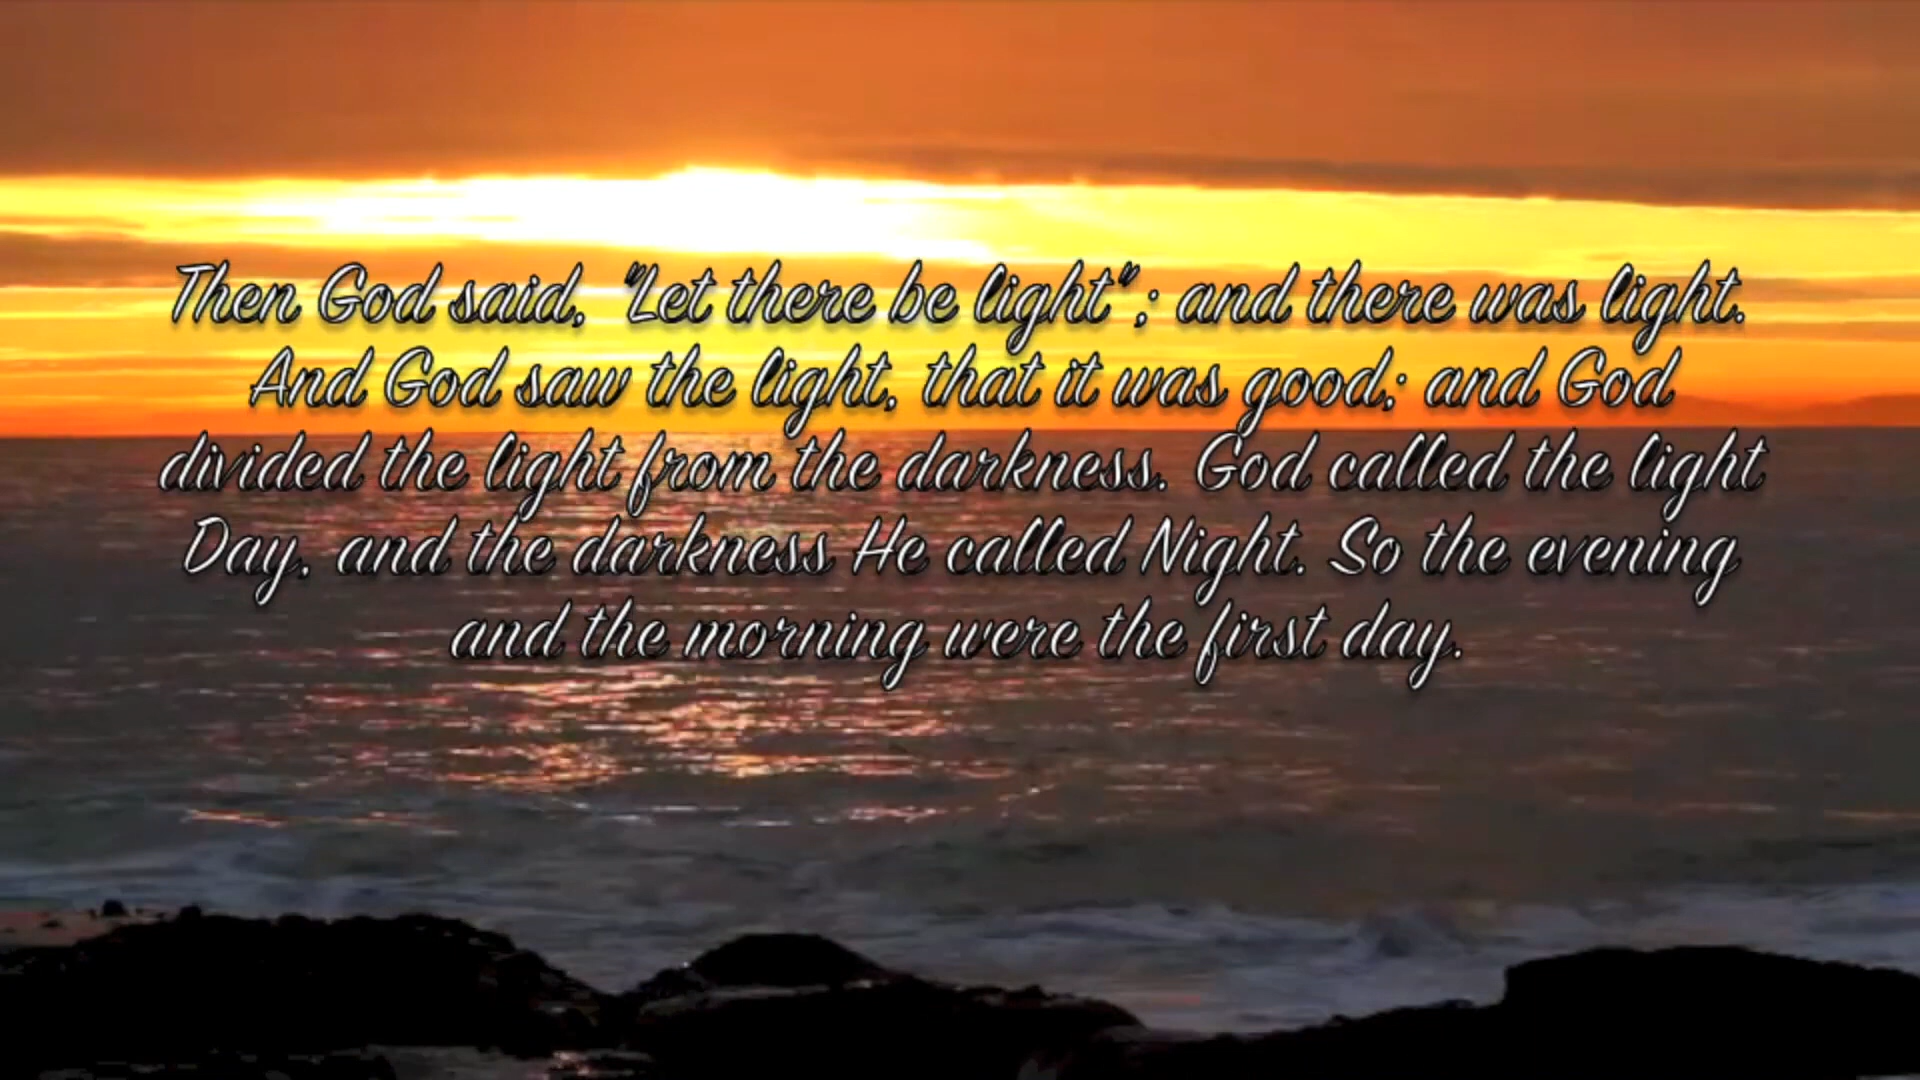 Then God said, "Let there be light"; and there was light.
And God saw the light, that it was good; and God
divided the light from the darkness. God called the light
Day, and the darkness He called Night. So the evening
and the morning were the first day.